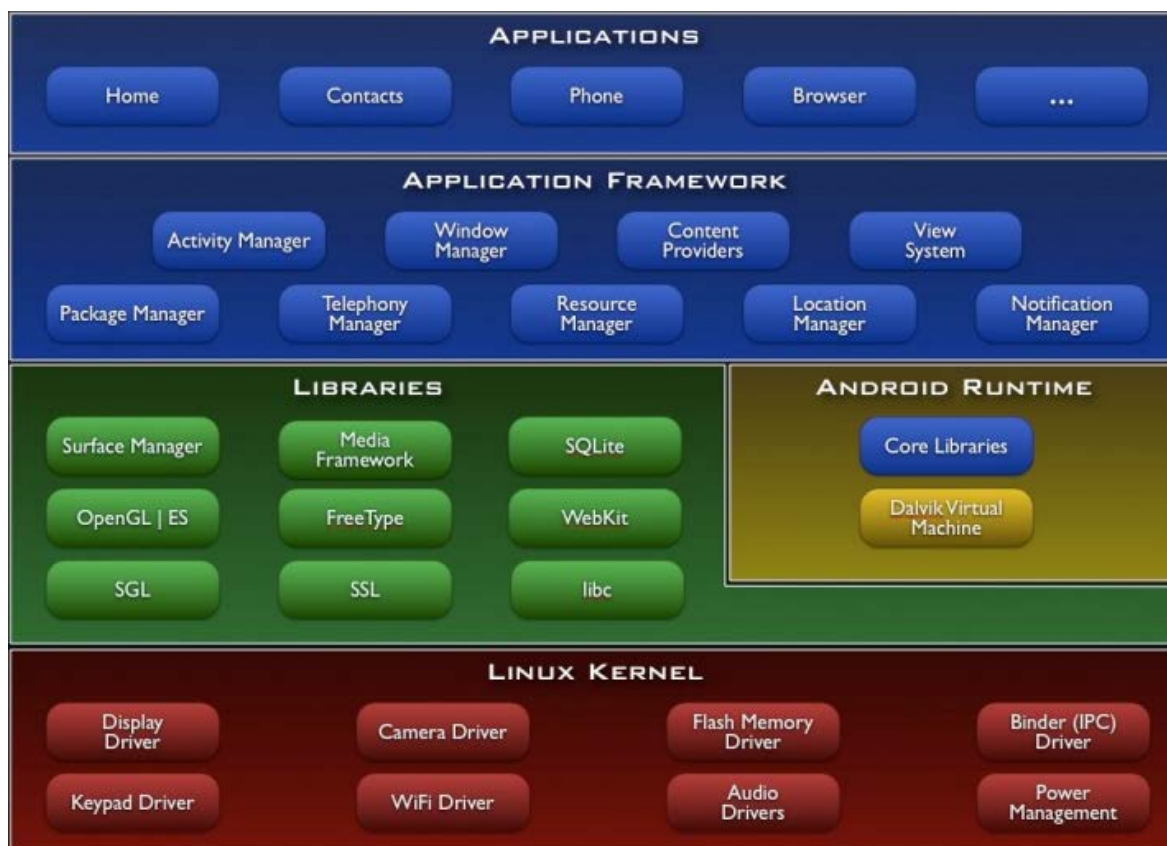 APPLICATIONS
Home
Contacts
Phone
Browser
...
APPLICATION FRAMEWORK
Activity Manager
Window
Manager
Content
Providers
View
System
Package Manager
Telephony
Manager
Resource
Manager
Location
Manager
Notification
Manager
LIBRARIES
Surface Manager
Media
Framework
SQLite
OpenGL | ES
FreeType
WebKit
SGL
SSL
libc
ANDROID RUNTIME
Core Libraries
Dalvik Virtual
Machine
LINUX KERNEL
Display
Driver
Camera Driver
Flash Memory
Driver
Binder (IPC)
Driver
Keypad Driver
WiFi Driver
Audio
Drivers
Power
Management